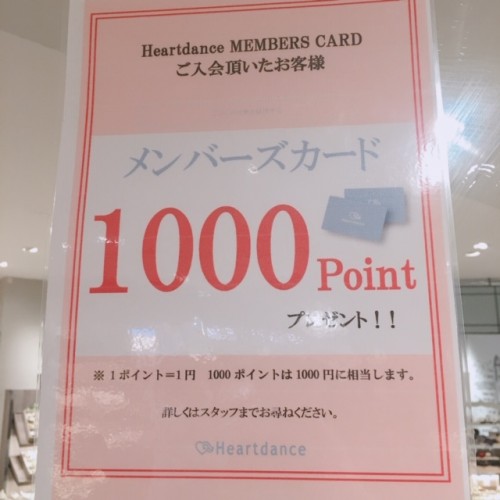 Heartdance MEMBERS CARD
ご入会頂いたお客様
メンバーズカード
1000 Point
プレゼント！！
※ 1ポイント＝1円 1000ポイントは1000円に相当します。
詳しくはスタッフまでお尋ねください。
Heartdance